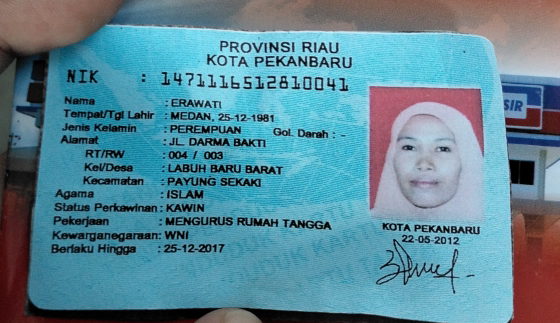 PROVINSI RIAU
KOTA PEKANBARU
NIK : 1471116512810041
Nama : ERAWATI
Tempat/Tgl Lahir : MEDAN, 25-12-1981
Jenis Kelamin : PEREMPUAN Gol. Darah : -
Alamat : JL. DARMA BAKTI
RT/RW : 004 / 003
Kel/Desa : LABUH BARU BARAT
Kecamatan : PAYUNG SEKAKI
Agama : ISLAM
Status Perkawinan : KAWIN
Pekerjaan : MENGURUS RUMAH TANGGA
Kewarganegaraan : WNI
Berlaku Hingga : 25-12-2017
KOTA PEKANBARU
22-05-2012
SIR